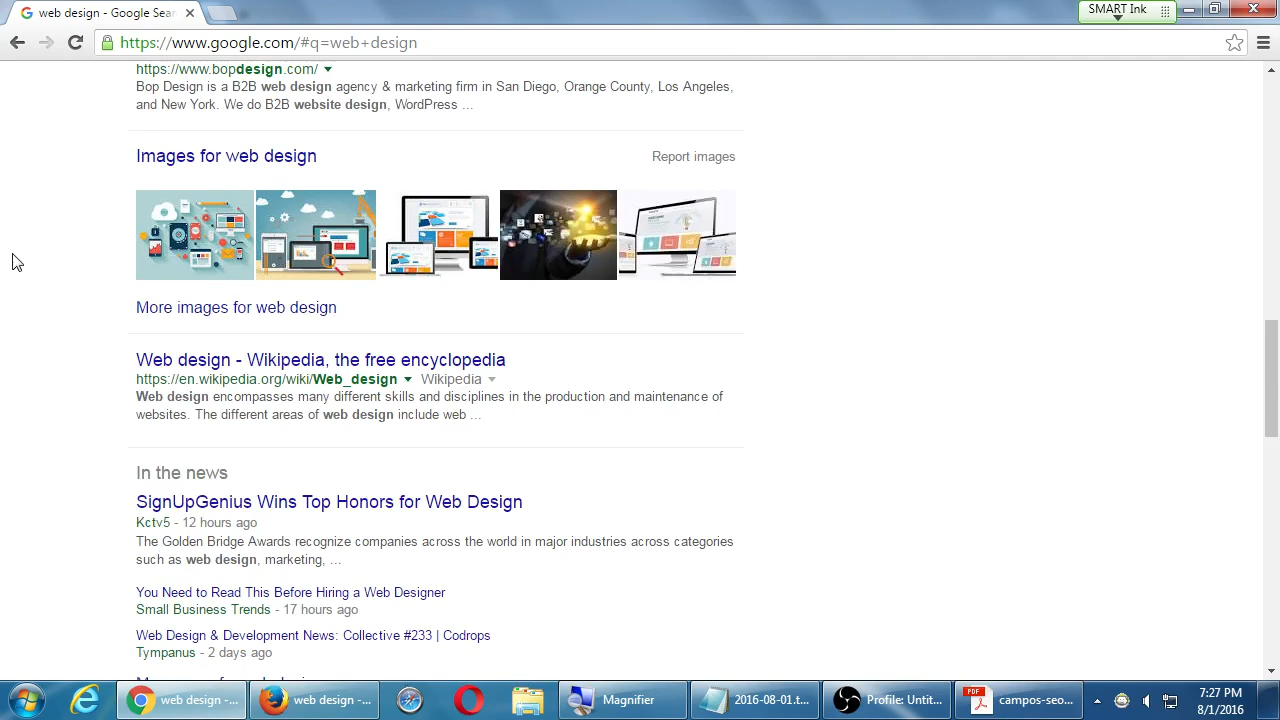 web design - Google Sear
SMART Ink
https://www.google.com/#q=web+design
https://www.bopdesign.com/
Bop Design is a B2B web design agency & marketing firm in San Diego, Orange County, Los Angeles,
and New York. We do B2B website design, WordPress ...
Images for web design
Report images
More images for web design
Web design - Wikipedia, the free encyclopedia
https://en.wikipedia.org/wiki/Web_design Wikipedia
Web design encompasses many different skills and disciplines in the production and maintenance of
websites. The different areas of web design include web ...
In the news
SignUpGenius Wins Top Honors for Web Design
Kctv5 - 12 hours ago
The Golden Bridge Awards recognize companies across the world in major industries across categories
such as web design, marketing, ...
You Need to Read This Before Hiring a Web Designer
Small Business Trends - 17 hours ago
Web Design & Development News: Collective #233 | Codrops
Tympanus - 2 days ago
web design -...
web design -...
Magnifier
2016-08-01.t...
Profile: Untit...
PDF
campos-seo...
7:27 PM
8/1/2016